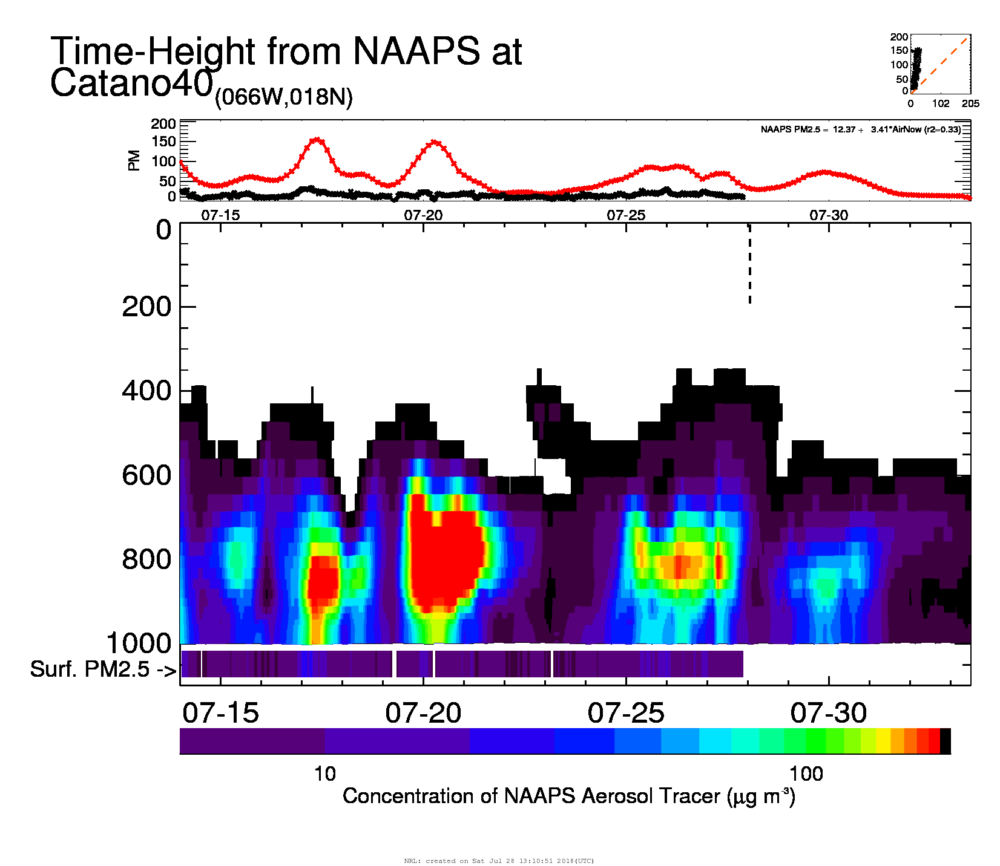 Time-Height from NAAPS at
Catano40(066W,018N)
200
150
100
50
0
0 102 205
200
150
100
50
0
PM
NAAPS PM2.5 = 12.37 + 3.41*AirNow (r2=0.33)
07-15 07-20 07-25 07-30
0
200
400
600
800
1000
Surf. PM2.5 ->
07-15 07-20 07-25 07-30
10 100
Concentration of NAAPS Aerosol Tracer (μg m-3)
NRL: created on Sat Jul 28 13:10:51 2018(UTC)